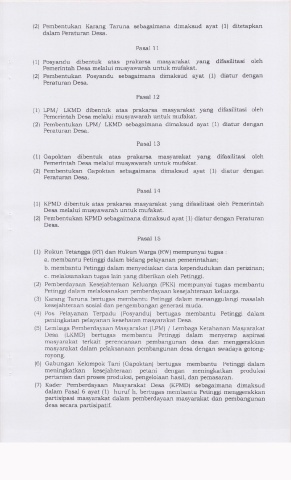 (2) Pembentukan Karang Taruna sebagaimana dimaksud ayat (1) ditetapkan
dalam Peraturan Desa.
Pasal 11
(1) Posyandu dibentuk atas prakarsa masyarakat yang difasilitasi oleh
Pemerintah Desa melalui musyawarah untuk mufakat.
(2) Pembentukan Posyandu sebagaimana dimaksud ayat (1) diatur dengan
Peraturan Desa.
Pasal 12
(1) LPM/ LKMD dibentuk atas prakarsa masyarakat yang difasilitasi oleh
Pemerintah Desa melalui musyawarah untuk mufakat.
(2) Pembentukan LPM/ LKMD sebagaimana dimaksud ayat (1) diatur dengan
Peraturan Desa.
Pasal 13
(1) Gapoktan dibentuk atas prakarsa masyarakat yang difasilitasi oleh
Pemerintah Desa melalui musyawarah untuk mufakat.
(2) Pembentukan Gapoktan sebagaimana dimaksud ayat (1) diatur dengan
Peraturan Desa.
Pasal 14
(1) KPMD dibentuk atas prakarsa masyarakat yang difasilitasi oleh Pemerintah
Desa melalui musyawarah untuk mufakat.
(2) Pembentukan KPMD sebagaimana dimaksud ayat (1) diatur dengan Peraturan
Desa.
Pasal 15
(1) Rukun Tetangga (RT) dan Rukun Warga (RW) mempunyai tugas :
a. membantu Petinggi dalam bidang pelayanan pemerintahan;
b. membantu Petinggi dalam menyediakan data kependudukan dan perizinan;
c. melaksanakan tugas lain yang diberikan oleh Petinggi.
(2) Pemberdayaan Kesejahteraan Keluarga (PKK) mempunyai tugas membantu
Petinggi dalam melaksanakan pemberdayaan kesejahteraan keluarga.
(3) Karang Taruna bertugas membantu Petinggi dalam menanggulangi masalah
kesejahteraan sosial dan pengembangan generasi muda.
(4) Pos Pelayanan Terpadu (Posyandu) bertugas membantu Petinggi dalam
peningkatan pelayanan kesehatan masyarakat Desa.
(5) Lembaga Pemberdayaan Masyarakat (LPM) / Lembaga Ketahanan Masyarakat
Desa (LKMD) bertugas membantu Petinggi dalam menyerap aspirasi
masyarakat terkait perencanaan pembangunan desa dan menggerakkan
masyarakat dalam pelaksanaan pembangunan desa dengan swadaya gotong-
royong.
(6) Gabungan Kelompok Tani (Gapoktan) bertugas membantu Petinggi dalam
meningkatkan kesejahteraan petani dengan meningkatkan produksi
pertanian dari proses produksi, pengelolaan hasil, dan pemasaran.
(7) Kader Pemberdayaan Masyarakat Desa (KPMD) sebagaimana dimaksud
dalam Pasal 6 ayat (1) huruf h, bertugas membantu Petinggi menggerakkan
partisipasi masyarakat dalam pemberdayaan masyarakat dan pembangunan
desa secara partisipatif.